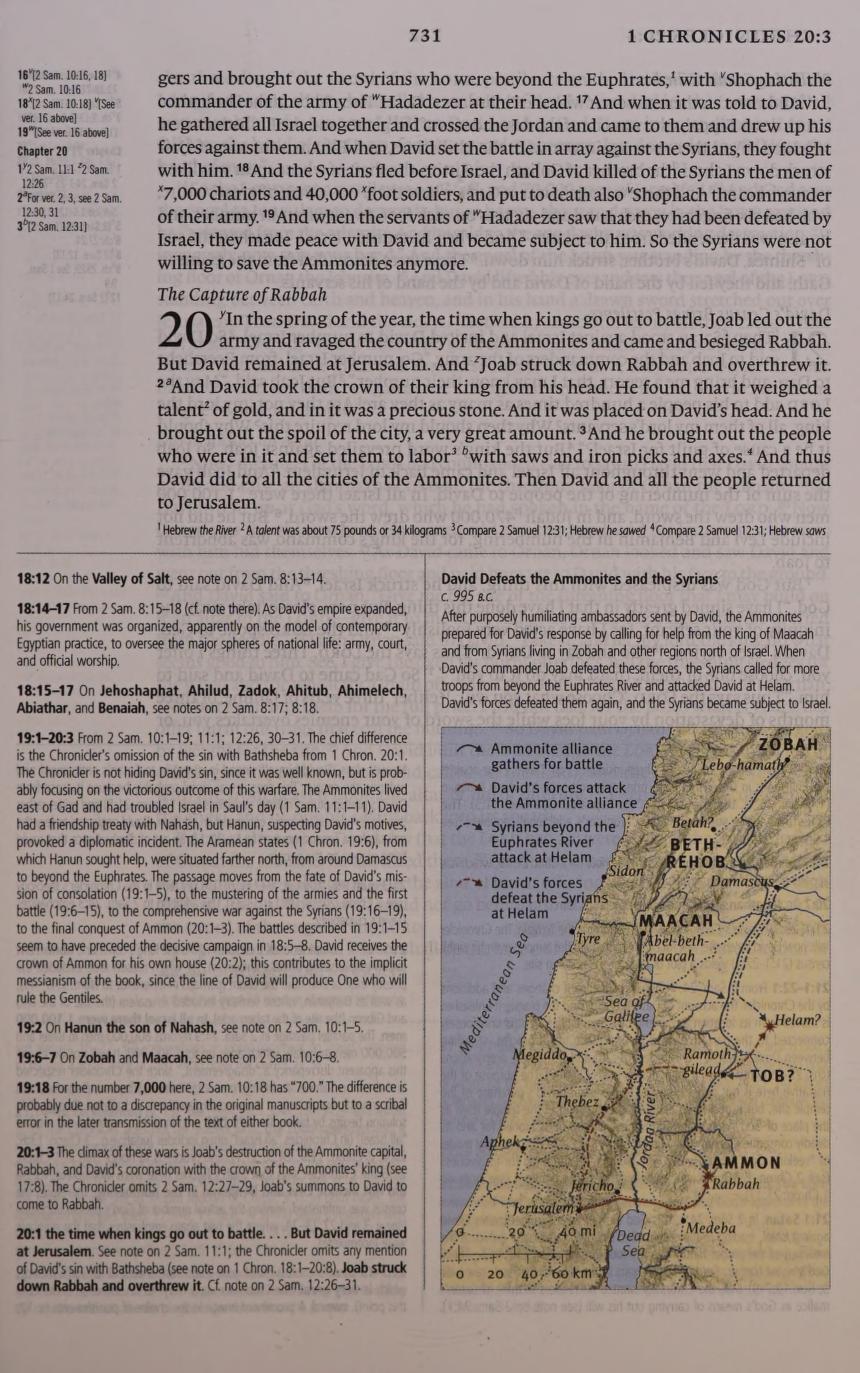 731
1 CHRONICLES 20:3
16ᵛ[2 Sam. 10:16, 18]
ʷ2 Sam. 10:16
18ˣ[2 Sam. 10:18] ᵛ[See
ver. 16 above]
19ʷ[See ver. 16 above]
Chapter 20
1ʸ2 Sam. 11:1 ᶻ2 Sam.
12:26
2ᵃFor ver. 2, 3, see 2 Sam.
12:30, 31
3ᵇ[2 Sam. 12:31]
gers and brought out the Syrians who were beyond the Euphrates,¹ with ᵛShophach the
commander of the army of ʷHadadezer at their head. ¹⁷And when it was told to David,
he gathered all Israel together and crossed the Jordan and came to them and drew up his
forces against them. And when David set the battle in array against the Syrians, they fought
with him. ¹⁸And the Syrians fled before Israel, and David killed of the Syrians the men of
ˣ7,000 chariots and 40,000 ˣfoot soldiers, and put to death also ᵛShophach the commander
of their army. ¹⁹And when the servants of ʷHadadezer saw that they had been defeated by
Israel, they made peace with David and became subject to him. So the Syrians were not
willing to save the Ammonites anymore.
The Capture of Rabbah
20 ʸIn the spring of the year, the time when kings go out to battle, Joab led out the
army and ravaged the country of the Ammonites and came and besieged Rabbah.
But David remained at Jerusalem. And ᶻJoab struck down Rabbah and overthrew it.
²ᵃAnd David took the crown of their king from his head. He found that it weighed a
talent² of gold, and in it was a precious stone. And it was placed on David's head. And he
brought out the spoil of the city, a very great amount. ³And he brought out the people
who were in it and set them to labor³ ᵇwith saws and iron picks and axes.⁴ And thus
David did to all the cities of the Ammonites. Then David and all the people returned
to Jerusalem.
¹ Hebrew the River ² A talent was about 75 pounds or 34 kilograms ³ Compare 2 Samuel 12:31; Hebrew he sawed ⁴ Compare 2 Samuel 12:31; Hebrew saws
18:12 On the Valley of Salt, see note on 2 Sam. 8:13–14.
18:14–17 From 2 Sam. 8:15–18 (cf. note there). As David's empire expanded,
his government was organized, apparently on the model of contemporary
Egyptian practice, to oversee the major spheres of national life: army, court,
and official worship.
18:15–17 On Jehoshaphat, Ahilud, Zadok, Ahitub, Ahimelech,
Abiathar, and Benaiah, see notes on 2 Sam. 8:17; 8:18.
19:1–20:3 From 2 Sam. 10:1–19; 11:1; 12:26, 30–31. The chief difference
is the Chronicler's omission of the sin with Bathsheba from 1 Chron. 20:1.
The Chronicler is not hiding David's sin, since it was well known, but is prob-
ably focusing on the victorious outcome of this warfare. The Ammonites lived
east of Gad and had troubled Israel in Saul's day (1 Sam. 11:1–11). David
had a friendship treaty with Nahash, but Hanun, suspecting David's motives,
provoked a diplomatic incident. The Aramean states (1 Chron. 19:6), from
which Hanun sought help, were situated farther north, from around Damascus
to beyond the Euphrates. The passage moves from the fate of David's mis-
sion of consolation (19:1–5), to the mustering of the armies and the first
battle (19:6–15), to the comprehensive war against the Syrians (19:16–19),
to the final conquest of Ammon (20:1–3). The battles described in 19:1–15
seem to have preceded the decisive campaign in 18:5–8. David receives the
crown of Ammon for his own house (20:2); this contributes to the implicit
messianism of the book, since the line of David will produce One who will
rule the Gentiles.
19:2 On Hanun the son of Nahash, see note on 2 Sam. 10:1–5.
19:6–7 On Zobah and Maacah, see note on 2 Sam. 10:6–8.
19:18 For the number 7,000 here, 2 Sam. 10:18 has "700." The difference is
probably due not to a discrepancy in the original manuscripts but to a scribal
error in the later transmission of the text of either book.
20:1–3 The climax of these wars is Joab's destruction of the Ammonite capital,
Rabbah, and David's coronation with the crown of the Ammonites' king (see
17:8). The Chronicler omits 2 Sam. 12:27–29, Joab's summons to David to
come to Rabbah.
20:1 the time when kings go out to battle. . . . But David remained
at Jerusalem. See note on 2 Sam. 11:1; the Chronicler omits any mention
of David's sin with Bathsheba (see note on 1 Chron. 18:1–20:8). Joab struck
down Rabbah and overthrew it. Cf. note on 2 Sam. 12:26–31.
David Defeats the Ammonites and the Syrians
c. 995 B.C.
After purposely humiliating ambassadors sent by David, the Ammonites
prepared for David's response by calling for help from the king of Maacah
and from Syrians living in Zobah and other regions north of Israel. When
David's commander Joab defeated these forces, the Syrians called for more
troops from beyond the Euphrates River and attacked David at Helam.
David's forces defeated them again, and the Syrians became subject to Israel.
Ammonite alliance
gathers for battle
David's forces attack
the Ammonite alliance
Syrians beyond the
Euphrates River
attack at Helam
David's forces
defeat the Syrians
at Helam
ZOBAH
Lebo-hamath
Betah?
BETH-
REHOB
Sidon
Damascus
MAACAH
Tyre
Abel-beth-
maacah
Mediterranean Sea
Sea of
Galilee
Helam?
Megiddo
Ramoth-
gilead
TOB?
Thebez
Jordan River
Aphek
AMMON
Rabbah
Jericho
Jerusalem
Medeba
Dead
Sea
0 20 40 mi
0 20 40 60 km